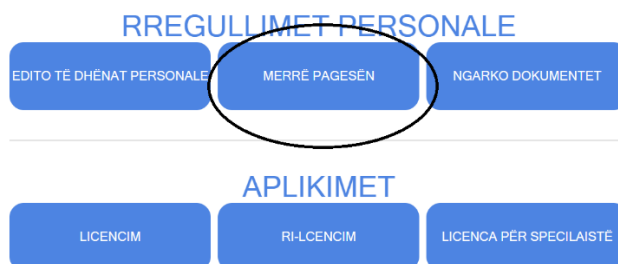 RREGULLIMET PERSONALE
EDITO TË DHËNAT PERSONALE MERRË PAGESËN NGARKO DOKUMENTET
APLIKIMET
LICENCIM RI-LCENCIM LICENCA PËR SPECILAISTË